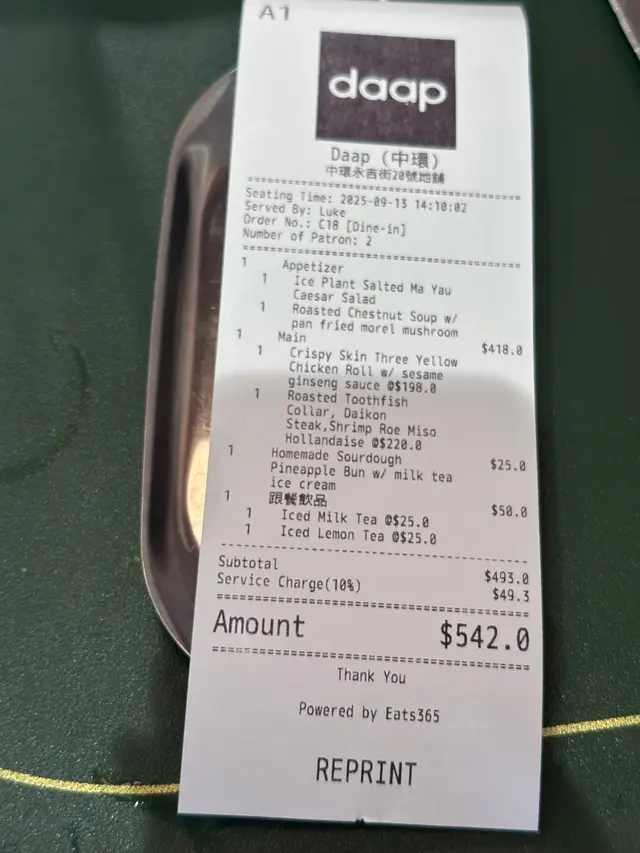 A1
daap
Daap (中環)
中環永吉街20號地舖
Seating Time: 2025-09-13 14:10:02
Served By: Luke
Order No.: C18 [Dine-in]
Number of Patron: 2
1 Appetizer
1 Ice Plant Salted Ma Yau
Caesar Salad
1 Roasted Chestnut Soup w/
pan fried morel mushroom
1 Main $418.0
1 Crispy Skin Three Yellow
Chicken Roll w/ sesame
ginseng sauce @$198.0
1 Roasted Toothfish
Collar, Daikon
Steak,Shrimp Roe Miso
Hollandaise @$220.0
1 Homemade Sourdough $25.0
Pineapple Bun w/ milk tea
ice cream
1 跟餐飲品 $50.0
1 Iced Milk Tea @$25.0
1 Iced Lemon Tea @$25.0
Subtotal $493.0
Service Charge(10%) $49.3
Amount $542.0
Thank You
Powered by Eats365
REPRINT